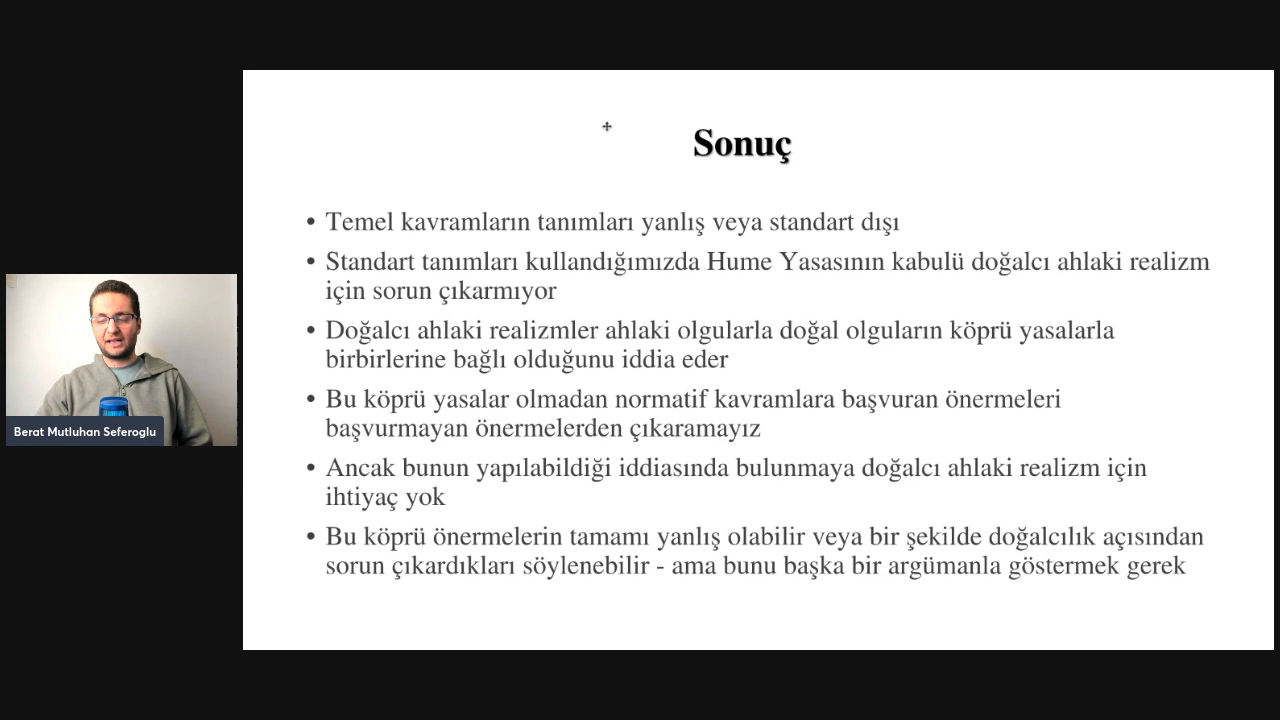 Sonuç
• Temel kavramların tanımları yanlış veya standart dışı
• Standart tanımları kullandığımızda Hume Yasasının kabulü doğalcı ahlaki realizm
için sorun çıkarmıyor
• Doğalcı ahlaki realizmler ahlaki olgularla doğal olguların köprü yasalarla
birbirlerine bağlı olduğunu iddia eder
• Bu köprü yasalar olmadan normatif kavramlara başvuran önermeleri
başvurmayan önermelerden çıkaramayız
• Ancak bunun yapılabildiği iddiasında bulunmaya doğalcı ahlaki realizm için
ihtiyaç yok
• Bu köprü önermelerin tamamı yanlış olabilir veya bir şekilde doğalcılık açısından
sorun çıkardıkları söylenebilir - ama bunu başka bir argümanla göstermek gerek
Berat Mutluhan Seferoglu